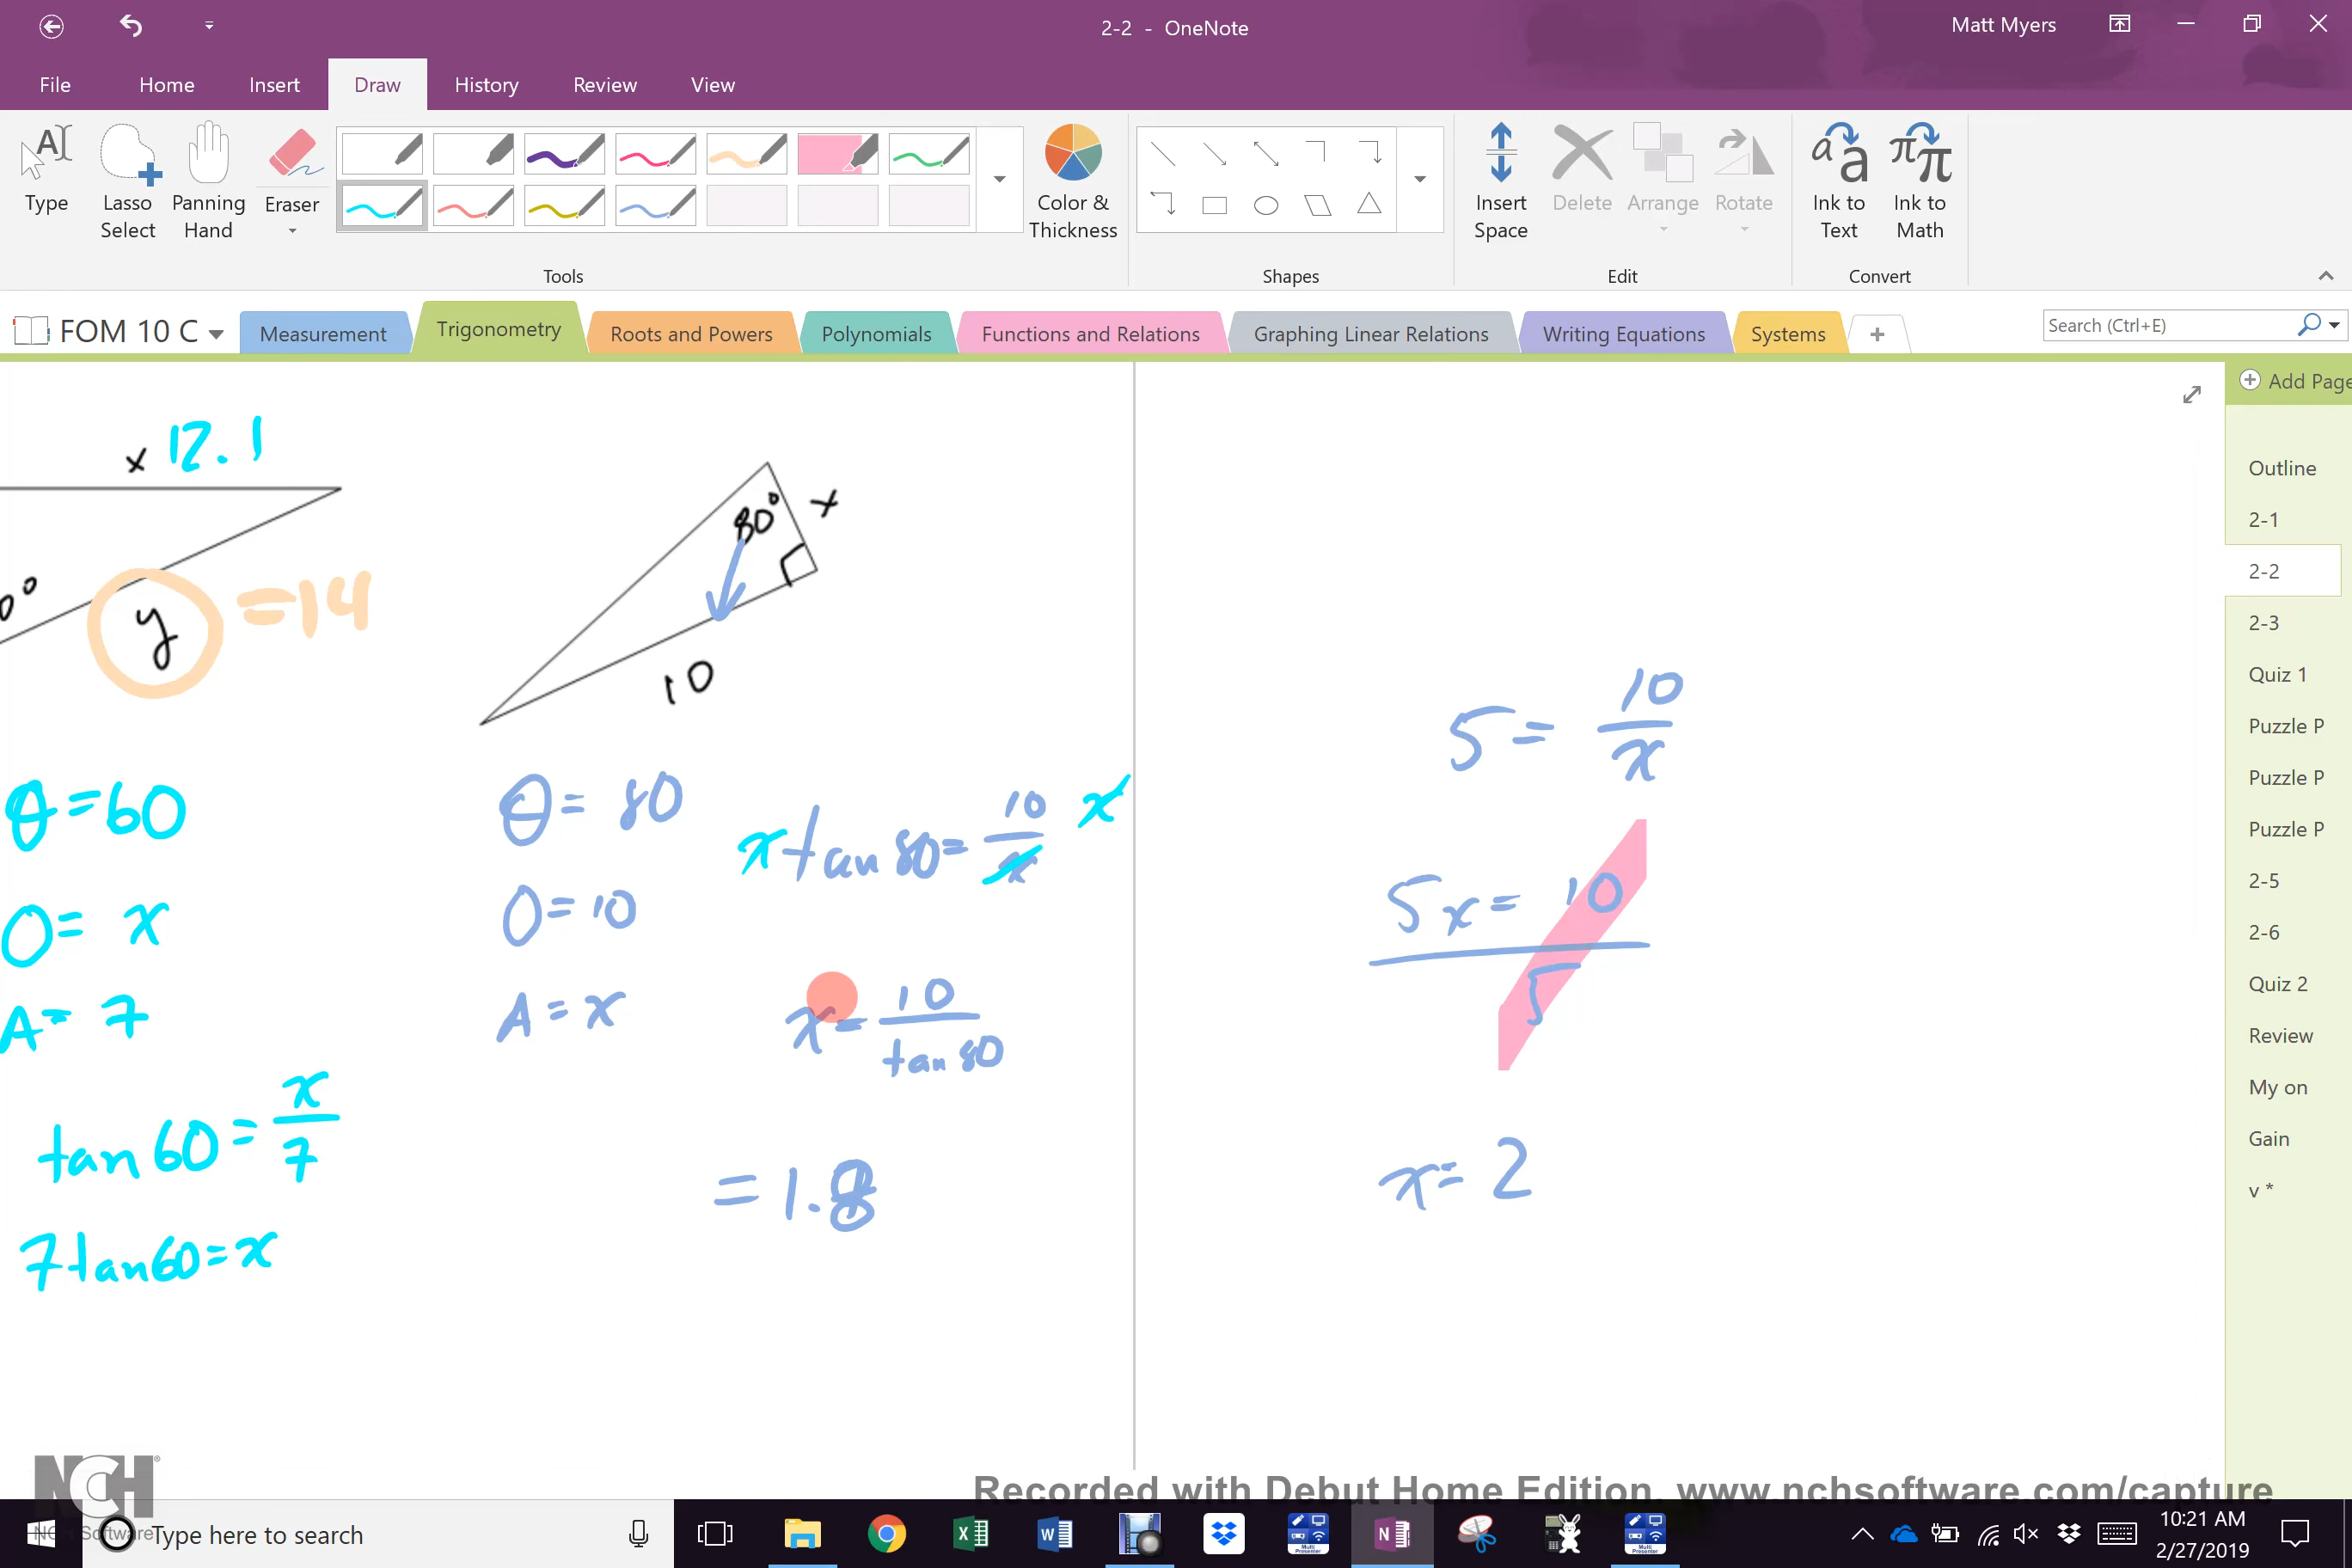 2-2 - OneNote
Matt Myers
File Home Insert Draw History Review View
Type
Lasso Select
Panning Hand
Eraser
Color & Thickness
Insert Space
Delete
Arrange
Rotate
Ink to Text
Ink to Math
Tools
Shapes
Edit
Convert
FOM 10 C
Measurement
Trigonometry
Roots and Powers
Polynomials
Functions and Relations
Graphing Linear Relations
Writing Equations
Systems
+
Search (Ctrl+E)
Add Page
Outline
2-1
2-2
2-3
Quiz 1
Puzzle P
Puzzle P
Puzzle P
2-5
2-6
Quiz 2
Review
My on
Gain
v *
x 12.1
0°
y =14
θ=60
O= x
A= 7
tan 60 = x/7
7tan60=x
80°
x
10
θ= 80
O=10
A=x
x tan 80= 10/x x
x= 10/tan 80
=1.8
5= 10/x
5x= 10
5
x= 2
NCH®
NCH Software
Recorded with Debut Home Edition. www.nchsoftware.com/capture
Type here to search
10:21 AM
2/27/2019